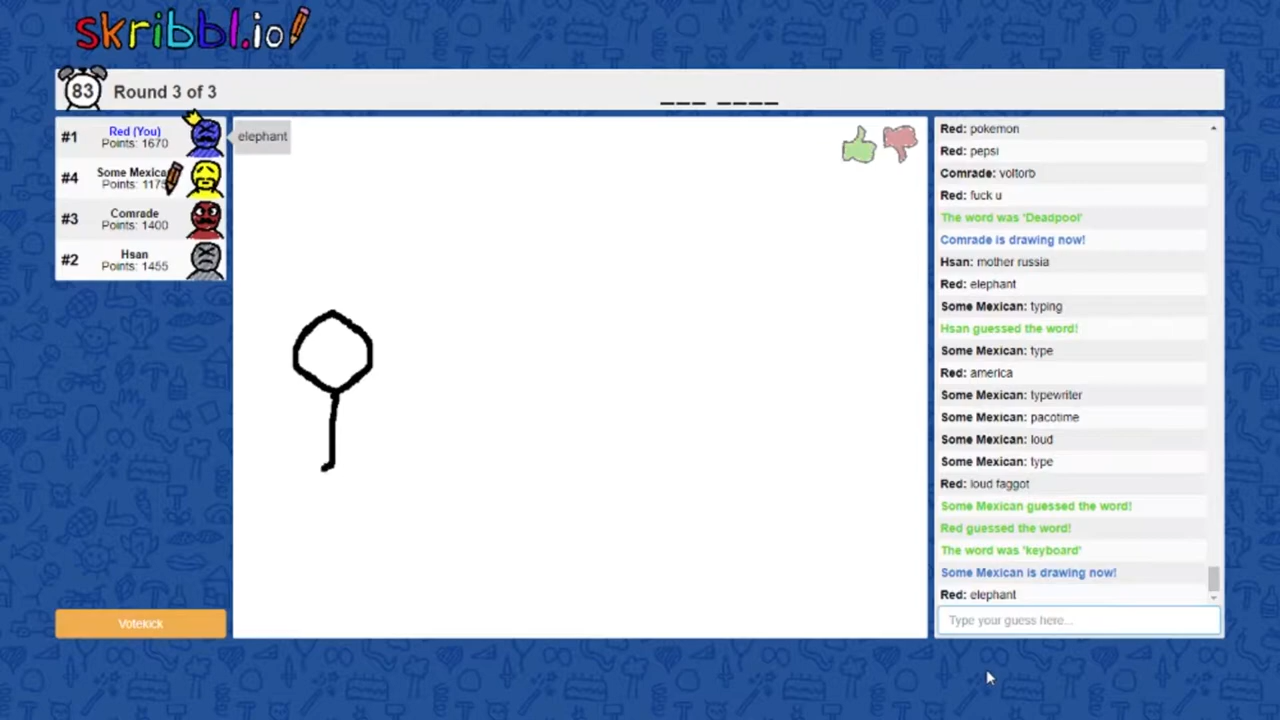 skribbl.io
83
Round 3 of 3
___ ____
#1
Red (You)
Points: 1670
elephant
#4
Some Mexica
Points: 1175
#3
Comrade
Points: 1400
#2
Hsan
Points: 1455
Votekick
Red: pokemon
Red: pepsi
Comrade: voltorb
Red: fuck u
The word was 'Deadpool'
Comrade is drawing now!
Hsan: mother russia
Red: elephant
Some Mexican: typing
Hsan guessed the word!
Some Mexican: type
Red: america
Some Mexican: typewriter
Some Mexican: pacotime
Some Mexican: loud
Some Mexican: type
Red: loud faggot
Some Mexican guessed the word!
Red guessed the word!
The word was 'keyboard'
Some Mexican is drawing now!
Red: elephant
Type your guess here...